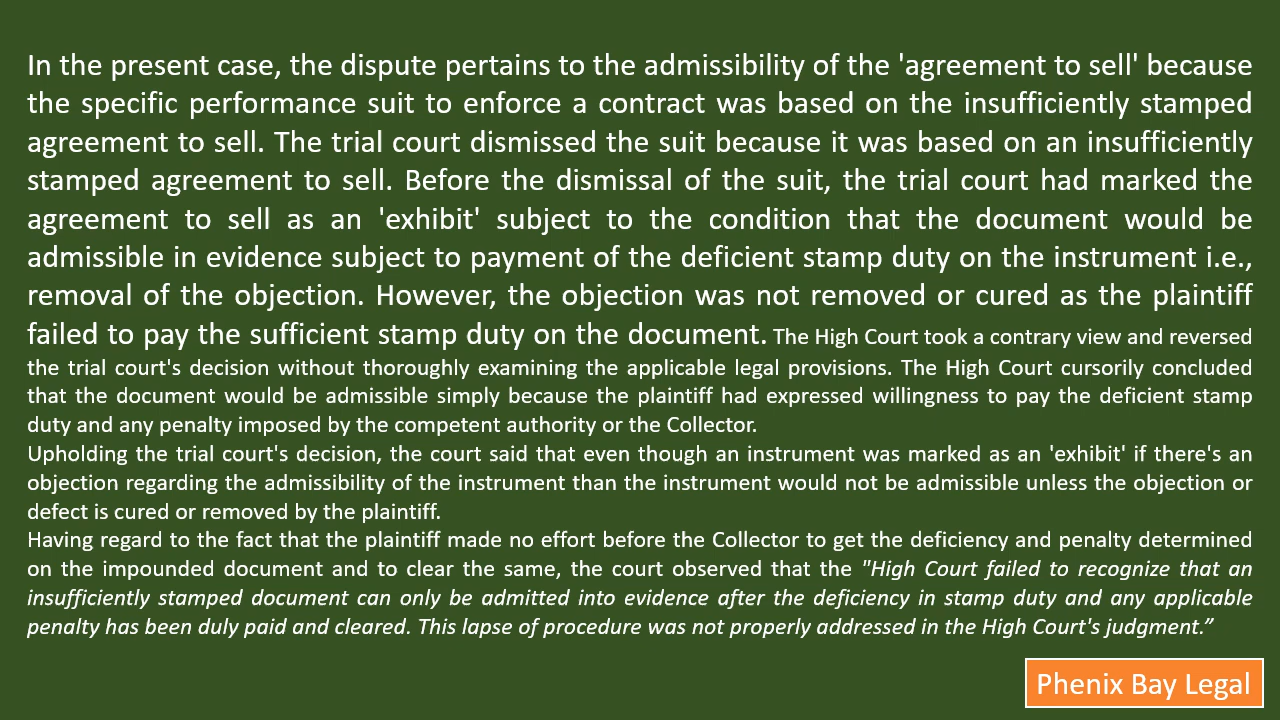 In the present case, the dispute pertains to the admissibility of the 'agreement to sell' because
the specific performance suit to enforce a contract was based on the insufficiently stamped
agreement to sell. The trial court dismissed the suit because it was based on an insufficiently
stamped agreement to sell. Before the dismissal of the suit, the trial court had marked the
agreement to sell as an 'exhibit' subject to the condition that the document would be
admissible in evidence subject to payment of the deficient stamp duty on the instrument i.e.,
removal of the objection. However, the objection was not removed or cured as the plaintiff
failed to pay the sufficient stamp duty on the document. The High Court took a contrary view and reversed
the trial court's decision without thoroughly examining the applicable legal provisions. The High Court cursorily concluded
that the document would be admissible simply because the plaintiff had expressed willingness to pay the deficient stamp
duty and any penalty imposed by the competent authority or the Collector.
Upholding the trial court's decision, the court said that even though an instrument was marked as an 'exhibit' if there's an
objection regarding the admissibility of the instrument than the instrument would not be admissible unless the objection or
defect is cured or removed by the plaintiff.
Having regard to the fact that the plaintiff made no effort before the Collector to get the deficiency and penalty determined
on the impounded document and to clear the same, the court observed that the "High Court failed to recognize that an
insufficiently stamped document can only be admitted into evidence after the deficiency in stamp duty and any applicable
penalty has been duly paid and cleared. This lapse of procedure was not properly addressed in the High Court's judgment.”
Phenix Bay Legal